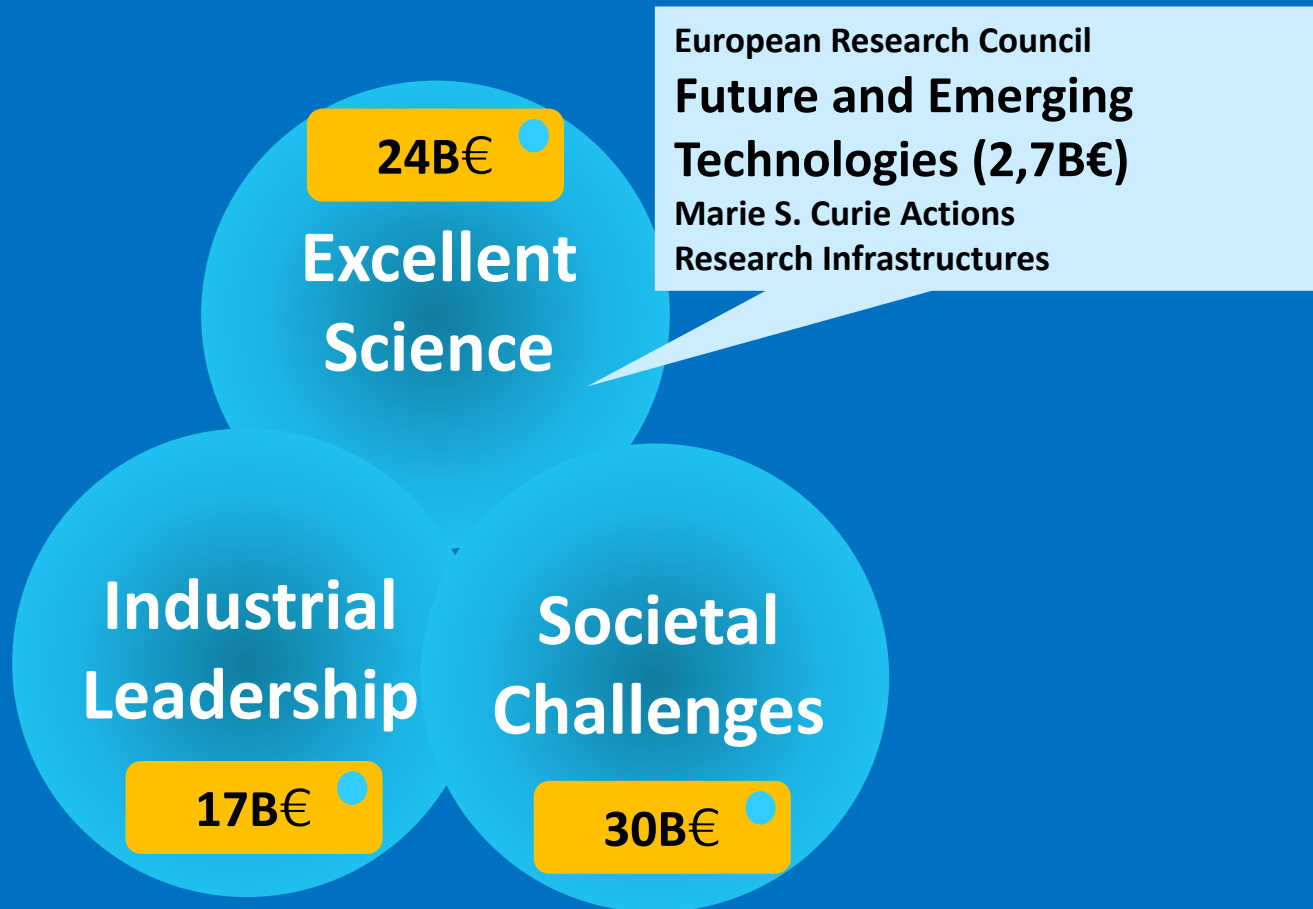 European Research Council
Future and Emerging
Technologies (2,7B€)
Marie S. Curie Actions
Research Infrastructures
24B€
Excellent
Science
Industrial
Leadership
17B€
Societal
Challenges
30B€